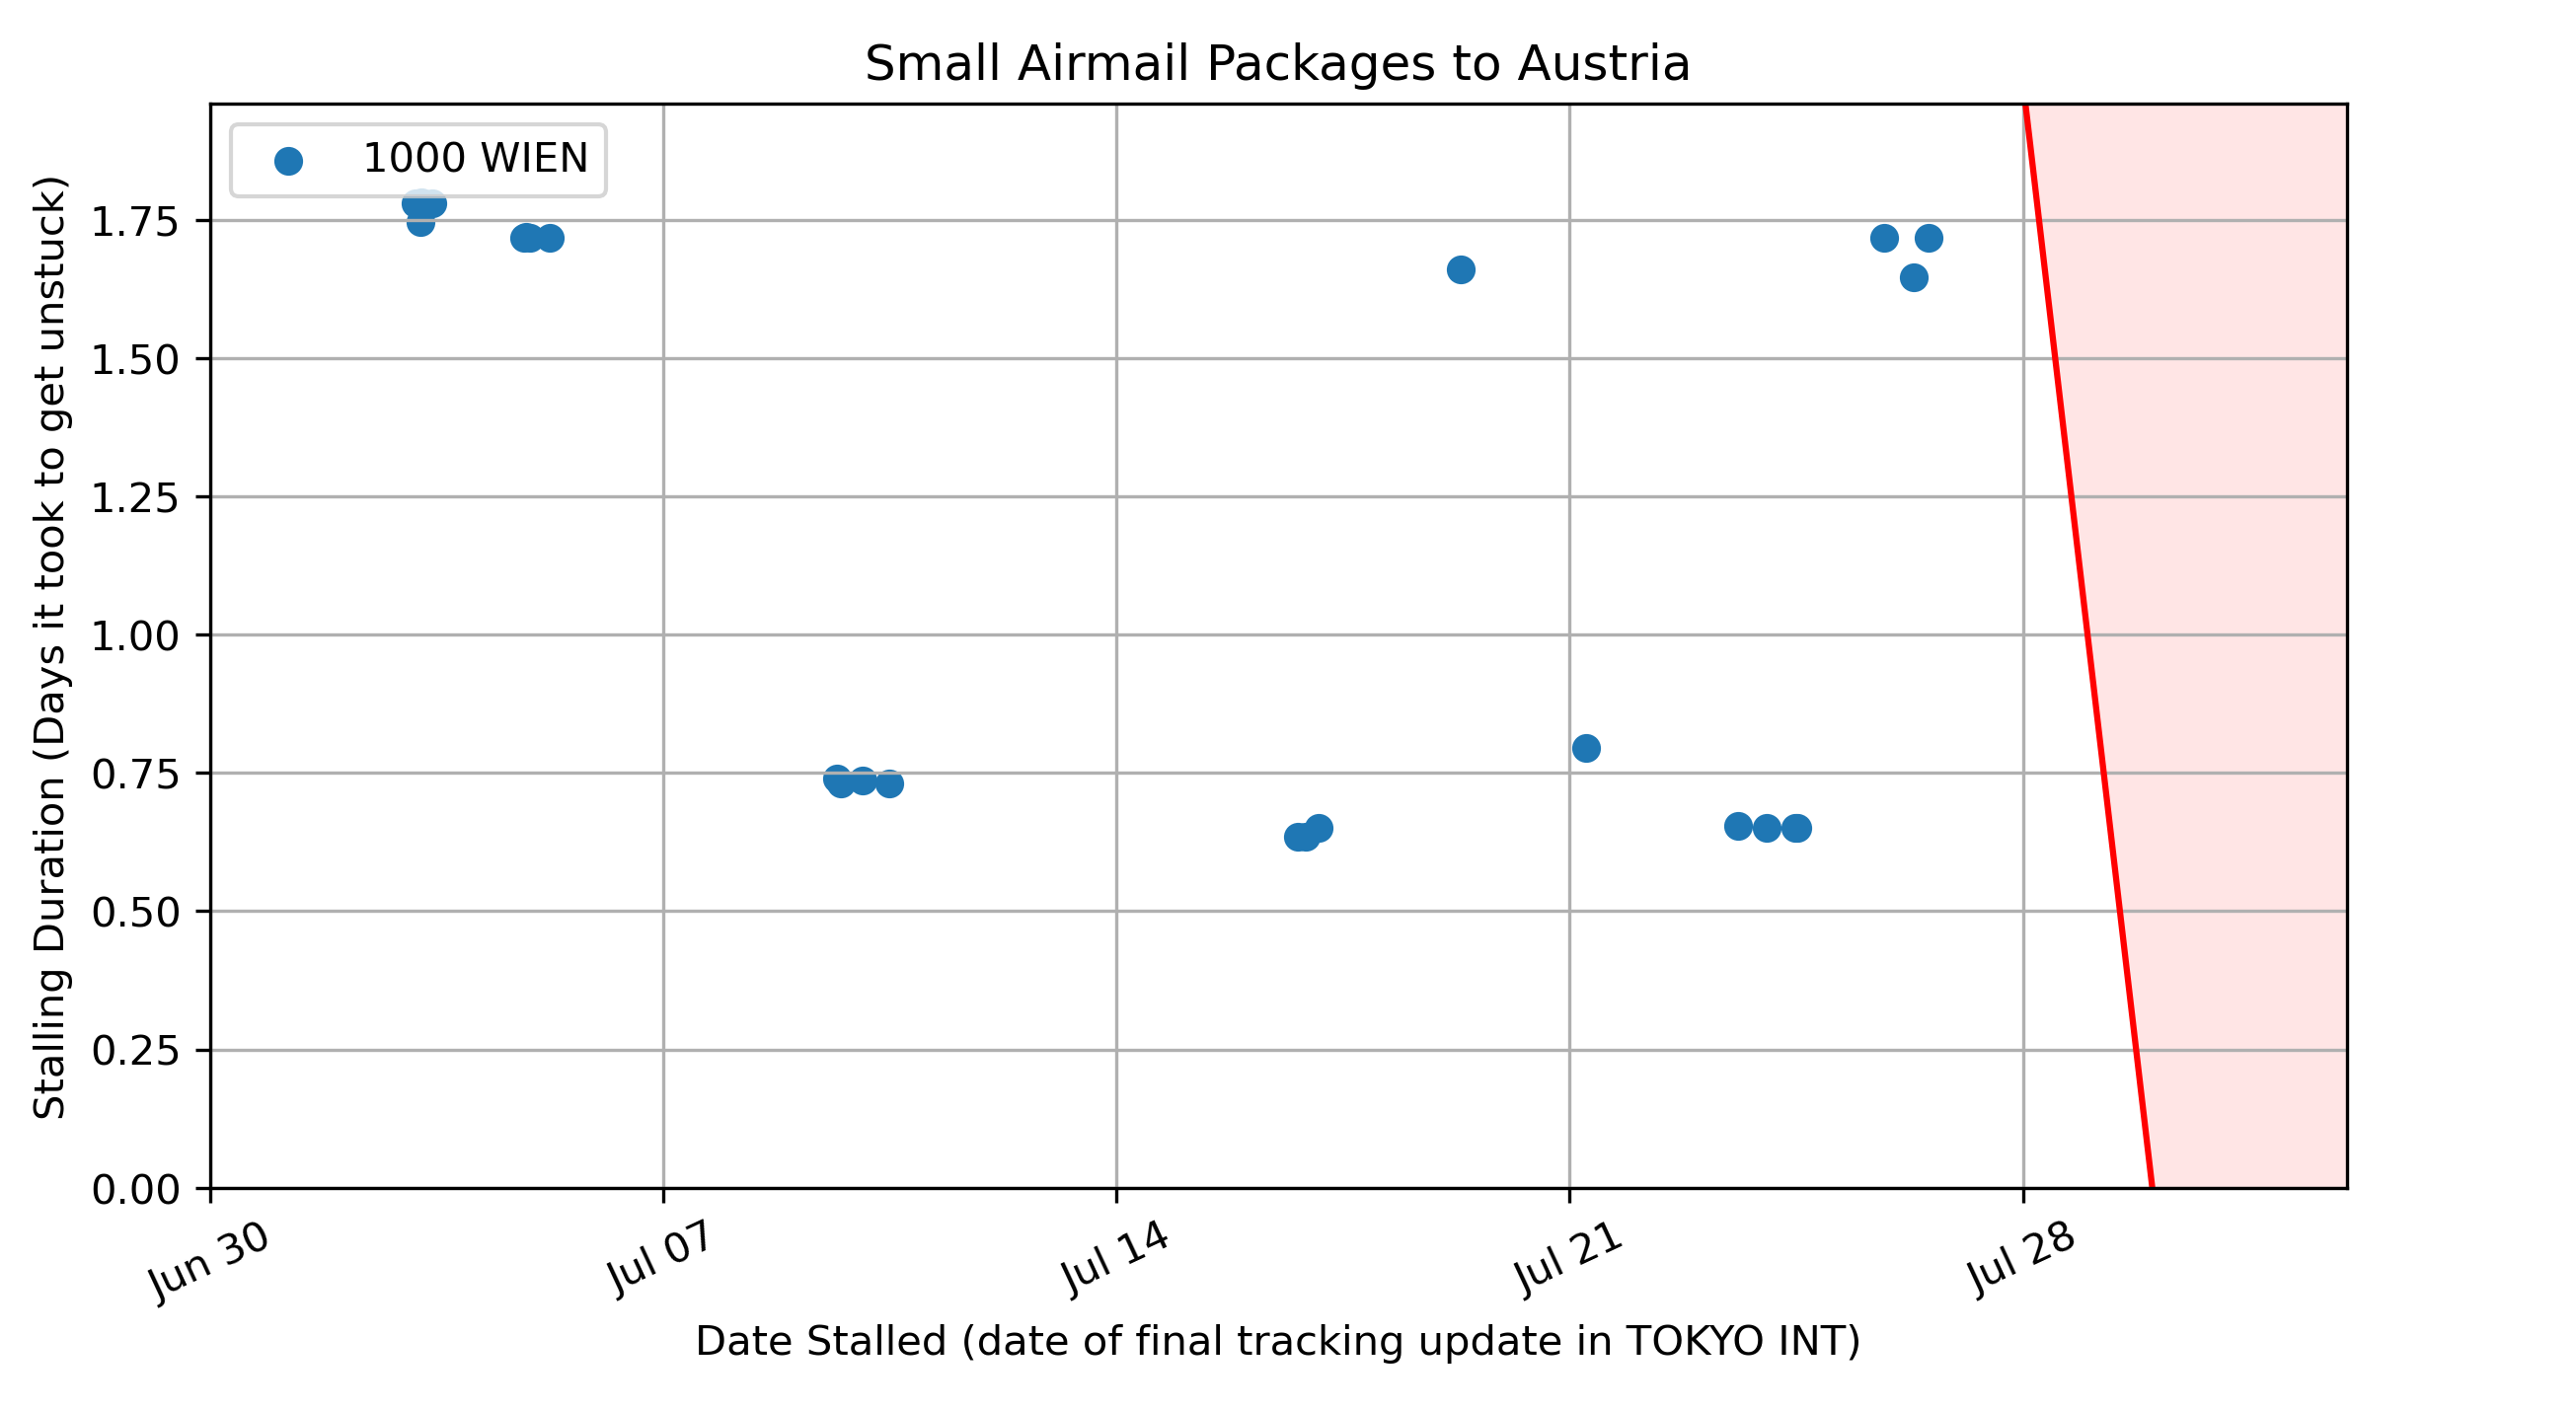 Small Airmail Packages to Austria
1000 WIEN
Stalling Duration (Days it took to get unstuck)
1.75
1.50
1.25
1.00
0.75
0.50
0.25
0.00
Jun 30
Jul 07
Jul 14
Jul 21
Jul 28
Date Stalled (date of final tracking update in TOKYO INT)